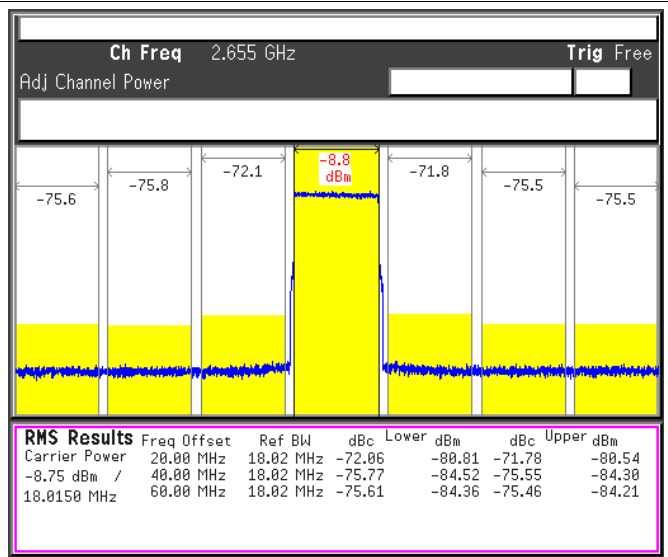 Ch Freq 2.655 GHz Trig Free
Adj Channel Power
-8.8
dBm
-72.1 -71.8
-75.8 -75.5
-75.6 -75.5
RMS Results Freq Offset Ref BW dBc Lower dBm dBc Upper dBm
Carrier Power 20.00 MHz 18.02 MHz -72.06 -80.81 -71.78 -80.54
-8.75 dBm / 40.00 MHz 18.02 MHz -75.77 -84.52 -75.55 -84.30
18.0150 MHz 60.00 MHz 18.02 MHz -75.61 -84.36 -75.46 -84.21